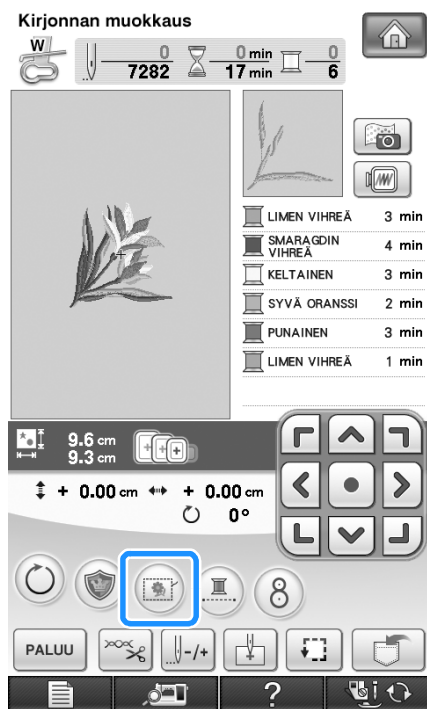 Kirjonnan muokkaus
W
0 0 min 0
7282 17 min 6
LIMEN VIHREÄ 3 min
SMARAGDIN VIHREÄ 4 min
KELTAINEN 3 min
SYVÄ ORANSSI 2 min
PUNAINEN 3 min
LIMEN VIHREÄ 1 min
9.6 cm
9.3 cm
+ 0.00 cm + 0.00 cm
0°
8
PALUU -/+
?